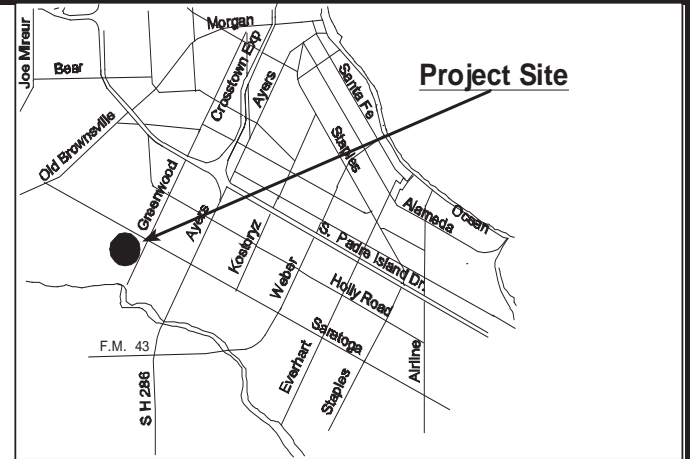 Morgan
Joe Mireur
Bear
Crosstown Exp
Ayers
Santa Fe
Project Site
Old Brownsville
Staples
Greenwood
Ayers
Kostoryz
Weber
Alameda
Ocean
S. Padre Island Dr.
Holly Road
Saratoga
F.M. 43
S H 286
Everhart
Staples
Airline